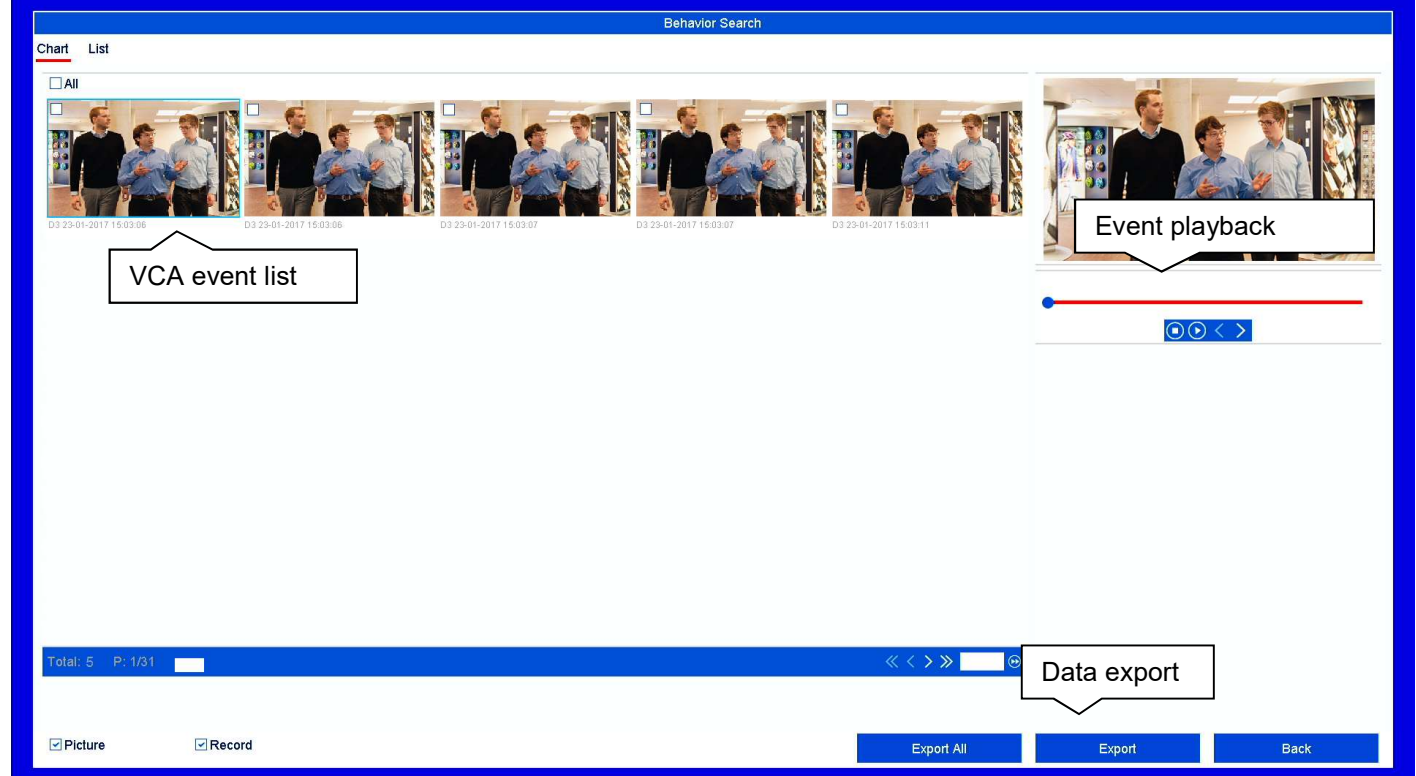 Behavior Search
Chart List
All
D3 23-01-2017 15:03:06 D3 23-01-2017 15:03:06 D3 23-01-2017 15:03:07 D3 23-01-2017 15:03:07 D3 23-01-2017 15:03:11
Event playback
VCA event list
Total: 5 P: 1/31
Data export
Picture Record
Export All Export Back